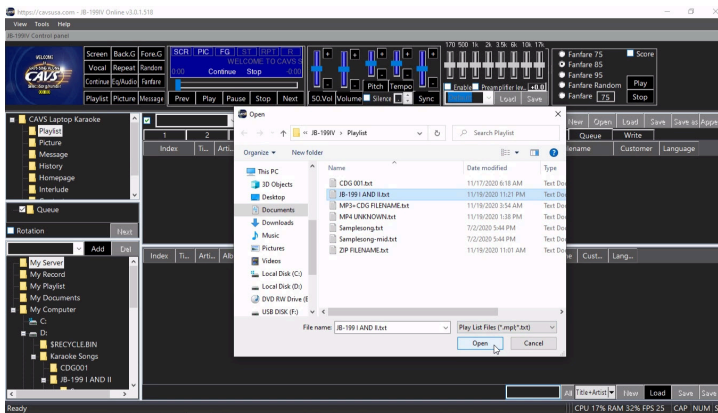 https://cavsusa.com - JB-199IV Online v3.0.1.518
View Tools Help
JB-199IV Control panel
WELCOME
CAVS
Screen Back.G Fore.G
Vocal Repeat Random
Continue Eq/Audio Fanfare
Playlist Picture Message
SCR PIC FG ST RPT R
WELCOME TO CAVS S
0:00 Continue Stop -0:00
Prev Play Pause Stop Next
50.Vol Volume Silence Pitch Tempo Sync
170 500 1k 2k 3.5k 6k 10k 17k
Enable Preamplifier lev.. +0.0
Load Save
Fanfare 75
Fanfare 85
Fanfare 95
Fanfare Random
Fanfare 75
Score
Play
Stop
CAVS Laptop Karaoke
Playlist
Picture
Message
History
Homepage
Interlude
Queue
Rotation Next
Add Del
My Server
My Record
My Playlist
My Documents
My Computer
C:
D:
$RECYCLE.BIN
Karaoke Songs
CDG001
JB-199 I AND II
1 2
Index Ti... Arti...
New Open Load Save Save as Appe
Queue Write
lename Customer Language
Index Ti... Arti... Alb
e Cust... Lang...
Open
JB-199IV Playlist
Search Playlist
Organize New folder
This PC
3D Objects
Desktop
Documents
Downloads
Music
Pictures
Videos
Local Disk (C:)
Local Disk (D:)
DVD RW Drive (E
USB DISK (F:)
Name Date modified Type
CDG 001.txt 11/17/2020 6:18 AM Text Do
JB-199 I AND II.txt 11/19/2020 11:21 PM Text Do
MP3+CDG FILENAME.txt 11/19/2020 3:54 AM Text Do
MP4 UNKNOWN.txt 11/19/2020 1:38 PM Text Do
Samplesong.txt 7/2/2020 5:44 PM Text Do
Samplesong-mid.txt 7/2/2020 5:44 PM Text Do
ZIP FILENAME.txt 11/19/2020 11:01 AM Text Do
File name: JB-199 I AND II.txt Play List Files (*.mpl;*.txt)
Open Cancel
All Title+Artist New Load Save Save
Ready CPU 17% RAM 32% FPS 25 CAP NUM S